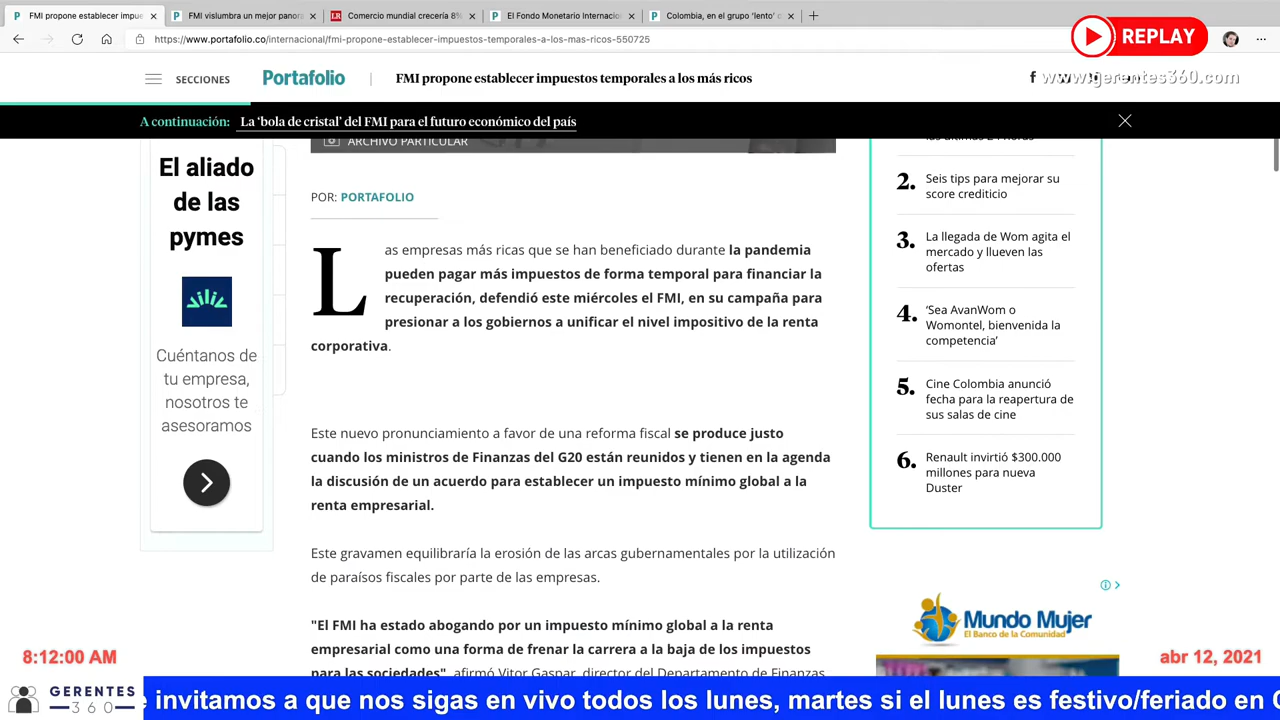 FMI propone establecer impues
FMI vislumbra un mejor panora
LR Comercio mundial crecería 8%
El Fondo Monetario Internacion
Colombia, en el grupo 'lento' c
https://www.portafolio.co/internacional/fmi-propone-establecer-impuestos-temporales-a-los-mas-ricos-550725
REPLAY
SECCIONES
Portafolio
FMI propone establecer impuestos temporales a los más ricos
www.gerentes360.com
A continuación: La 'bola de cristal' del FMI para el futuro económico del país
El aliado
de las
pymes
Cuéntanos de
tu empresa,
nosotros te
asesoramos
ARCHIVO PARTICULAR
POR: PORTAFOLIO
Las empresas más ricas que se han beneficiado durante la pandemia
pueden pagar más impuestos de forma temporal para financiar la
recuperación, defendió este miércoles el FMI, en su campaña para
presionar a los gobiernos a unificar el nivel impositivo de la renta
corporativa.
Este nuevo pronunciamiento a favor de una reforma fiscal se produce justo
cuando los ministros de Finanzas del G20 están reunidos y tienen en la agenda
la discusión de un acuerdo para establecer un impuesto mínimo global a la
renta empresarial.
Este gravamen equilibraría la erosión de las arcas gubernamentales por la utilización
de paraísos fiscales por parte de las empresas.
"El FMI ha estado abogando por un impuesto mínimo global a la renta
empresarial como una forma de frenar la carrera a la baja de los impuestos
para las sociedades", afirmó Vitor Gaspar, director del Departamento de Finanzas
2. Seis tips para mejorar su
score crediticio
3. La llegada de Wom agita el
mercado y llueven las
ofertas
4. 'Sea AvanWom o
Womontel, bienvenida la
competencia'
5. Cine Colombia anunció
fecha para la reapertura de
sus salas de cine
6. Renault invirtió $300.000
millones para nueva
Duster
Mundo Mujer
El Banco de la Comunidad
8:12:00 AM
abr 12, 2021
GERENTES
360
e invitamos a que nos sigas en vivo todos los lunes, martes si el lunes es festivo/feriado en